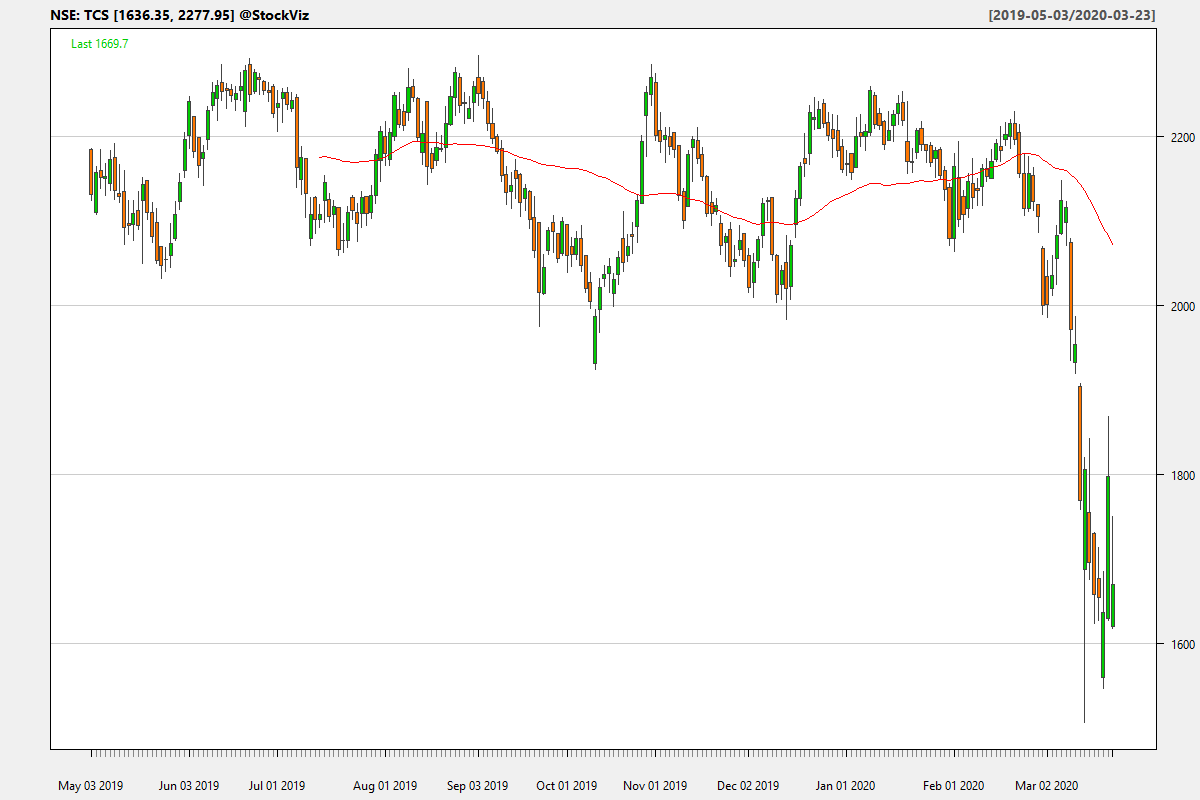 NSE: TCS [1636.35, 2277.95] @StockViz
[2019-05-03/2020-03-23]
Last 1669.7
2200
2000
1800
1600
May 03 2019 Jun 03 2019 Jul 01 2019 Aug 01 2019 Sep 03 2019 Oct 01 2019 Nov 01 2019 Dec 02 2019 Jan 01 2020 Feb 01 2020 Mar 02 2020